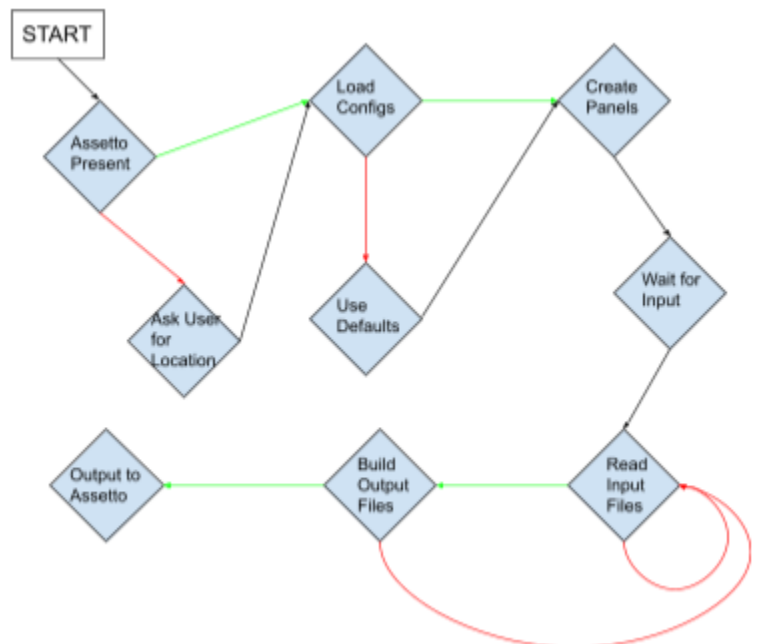 START
Assetto
Present
Load
Configs
Create
Panels
Ask User
for
Location
Use
Defaults
Wait for
Input
Output to
Assetto
Build
Output
Files
Read
Input
Files